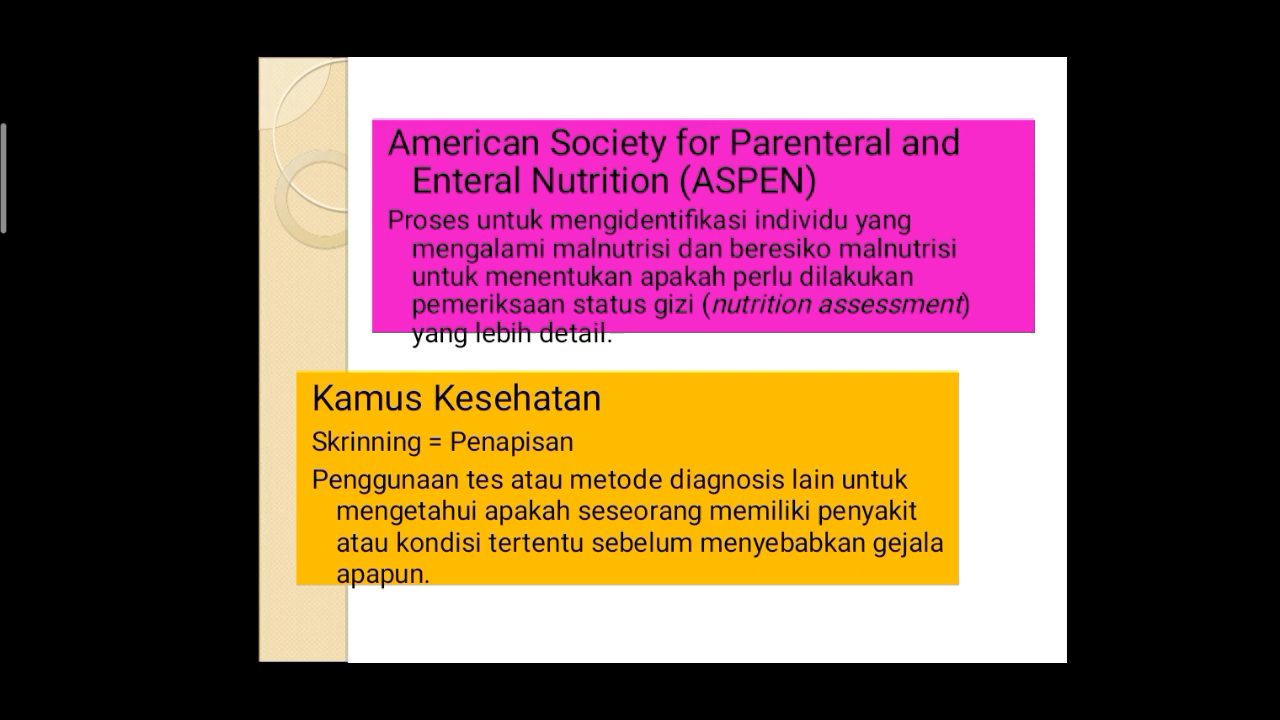 American Society for Parenteral and
Enteral Nutrition (ASPEN)
Proses untuk mengidentifikasi individu yang
mengalami malnutrisi dan beresiko malnutrisi
untuk menentukan apakah perlu dilakukan
pemeriksaan status gizi (nutrition assessment)
yang lebih detail.
Kamus Kesehatan
Skrinning = Penapisan
Penggunaan tes atau metode diagnosis lain untuk
mengetahui apakah seseorang memiliki penyakit
atau kondisi tertentu sebelum menyebabkan gejala
apapun.